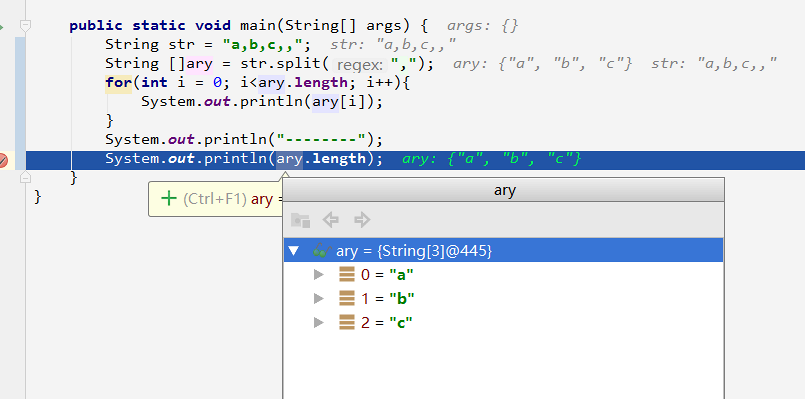 public static void main(String[] args) {  args: {}
String str = "a,b,c,,";  str: "a,b,c,,"
String []ary = str.split( regex: ",");  ary: {"a", "b", "c"}  str: "a,b,c,,"
for(int i = 0; i<ary.length; i++){
System.out.println(ary[i]);
}
System.out.println("--------");
System.out.println(ary.length);  ary: {"a", "b", "c"}
}
}
(Ctrl+F1) ary =
ary
ary = {String[3]@445}
0 = "a"
1 = "b"
2 = "c"